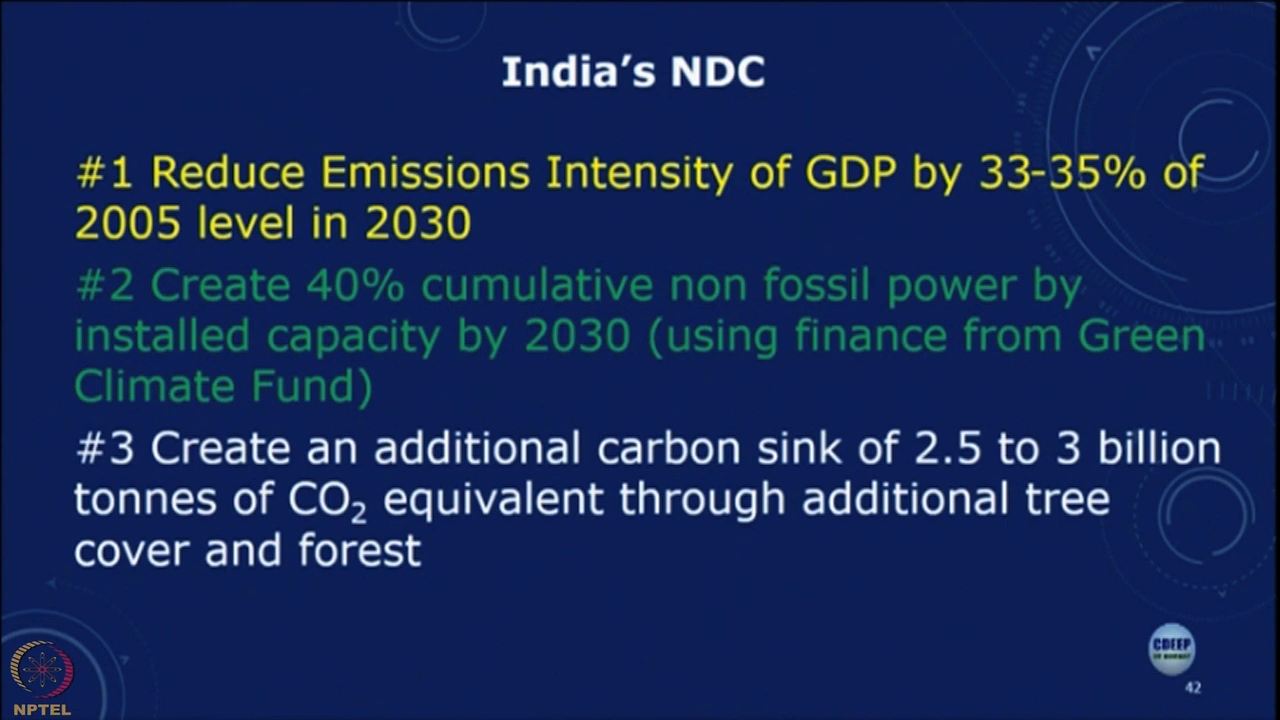 India's NDC
#1 Reduce Emissions Intensity of GDP by 33-35% of
2005 level in 2030
#2 Create 40% cumulative non fossil power by
installed capacity by 2030 (using finance from Green
Climate Fund)
#3 Create an additional carbon sink of 2.5 to 3 billion
tonnes of CO₂ equivalent through additional tree
cover and forest
CDEEP
42
NPTEL